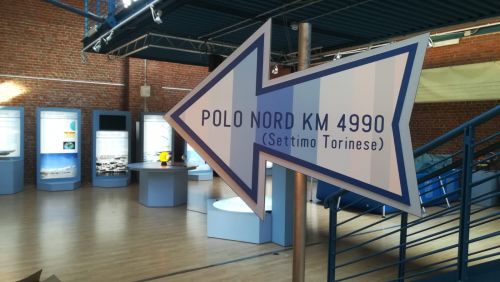 POLO NORD KM 4990
(Settimo Torinese)